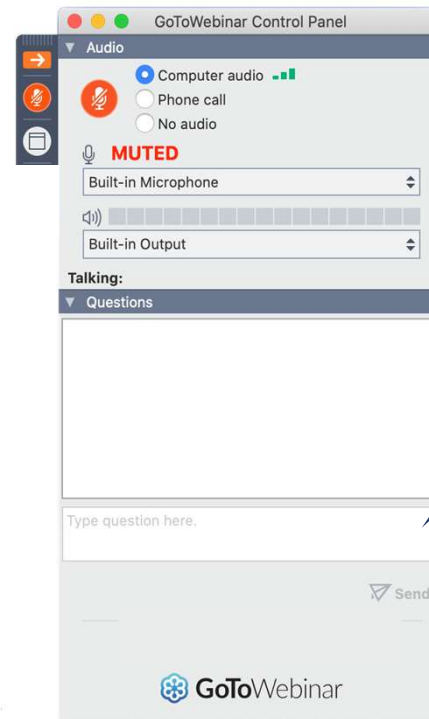 GoToWebinar Control Panel
Audio
Computer audio
Phone call
No audio
MUTED
Built-in Microphone
Built-in Output
Talking:
Questions
Type question here.
Send
GoToWebinar